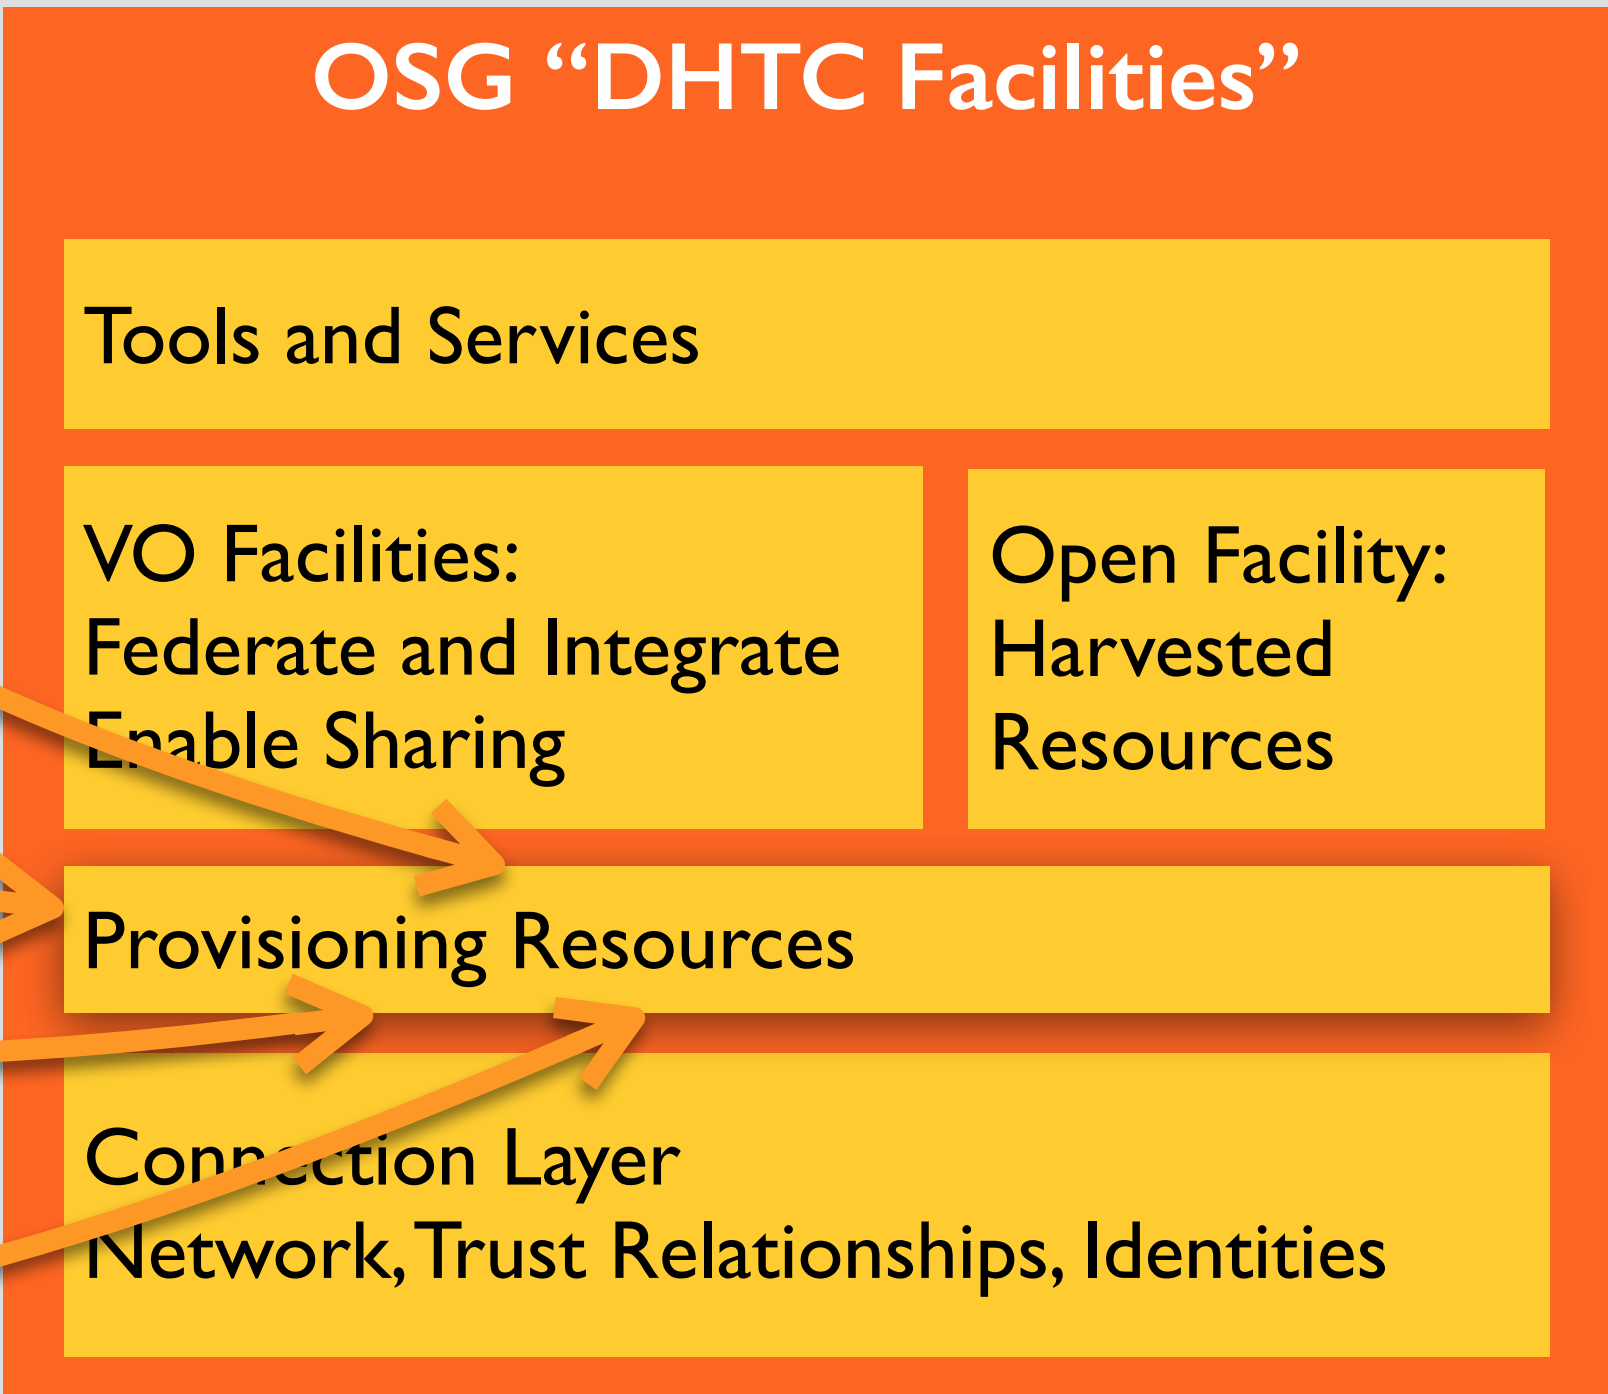 OSG “DHTC Facilities”
Tools and Services
VO Facilities:
Federate and Integrate
Enable Sharing
Open Facility:
Harvested
Resources
Provisioning Resources
Connection Layer
Network, Trust Relationships, Identities